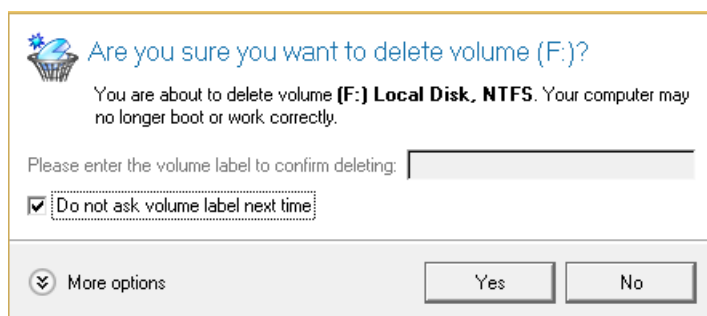 Are you sure you want to delete volume (F:)?
You are about to delete volume (F:) Local Disk, NTFS. Your computer may
no longer boot or work correctly.
Please enter the volume label to confirm deleting:
Do not ask volume label next time
More options
Yes
No